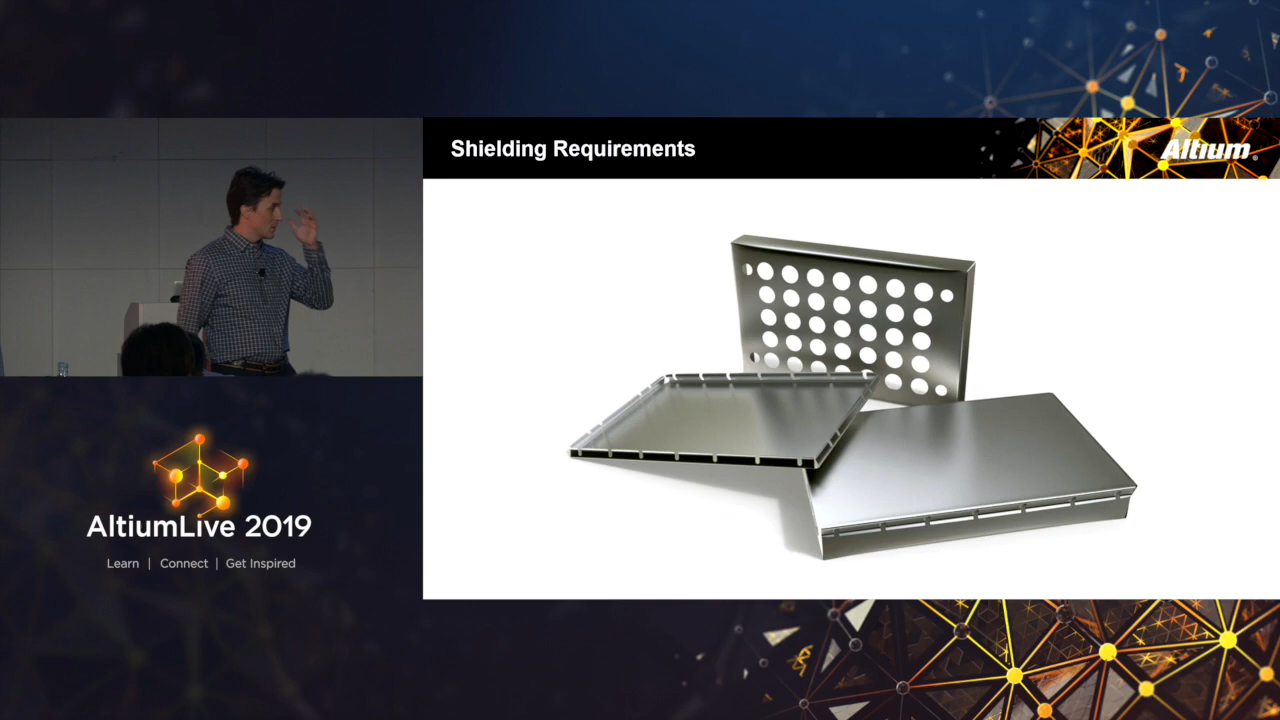 Shielding Requirements
Altium®
AltiumLive 2019
Learn | Connect | Get Inspired